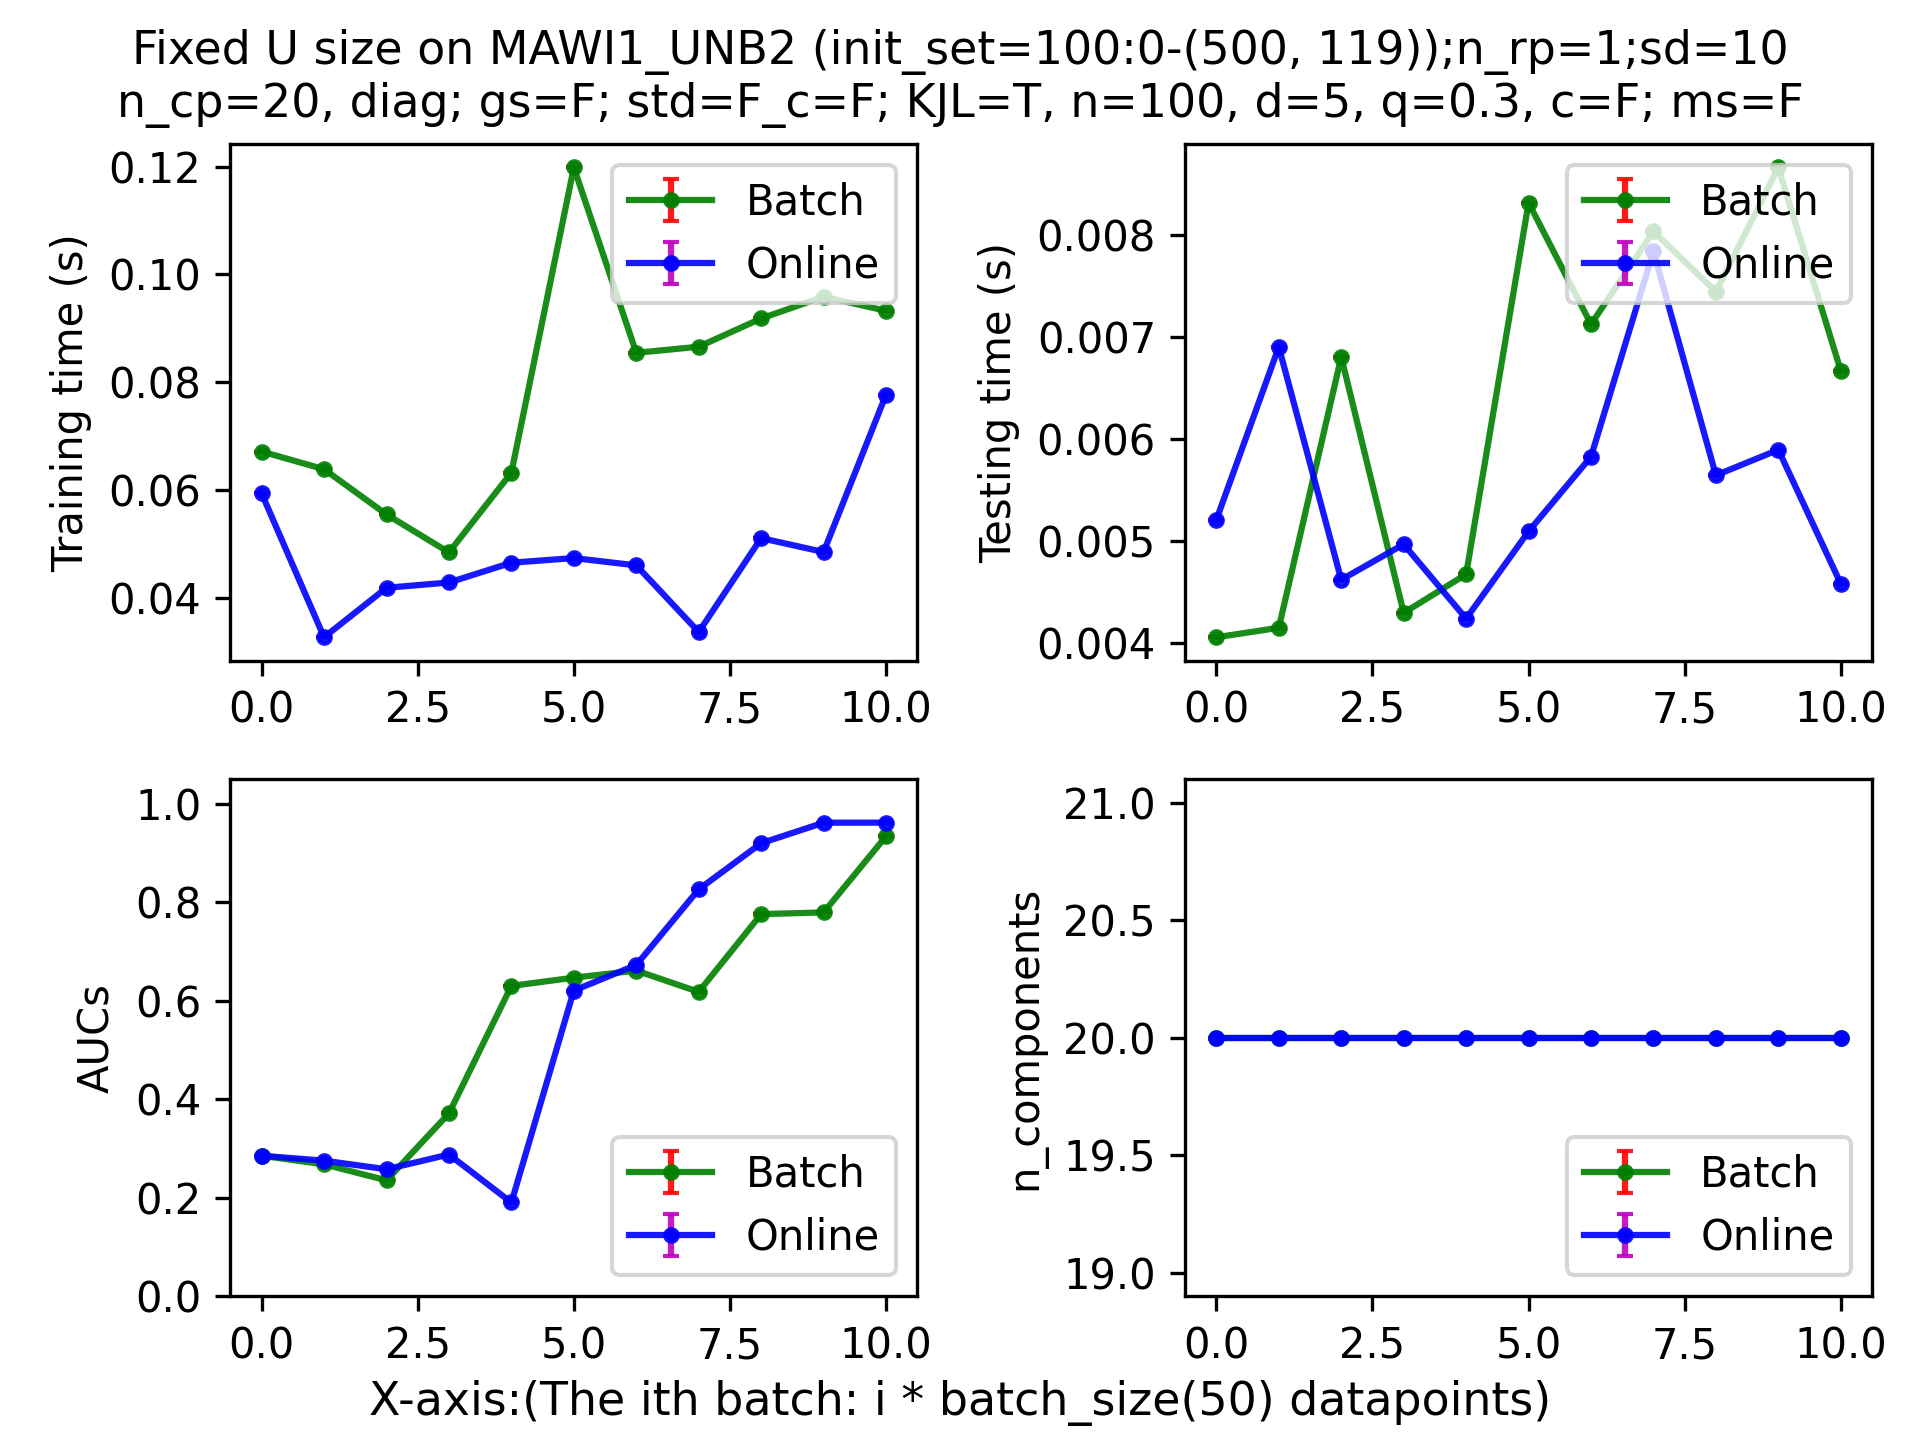 Fixed U size on MAWI1_UNB2 (init_set=100:0-(500, 119));n_rp=1;sd=10
n_cp=20, diag; gs=F; std=F_c=F; KJL=T, n=100, d=5, q=0.3, c=F; ms=F
Training time (s)
0.12
0.10
0.08
0.06
0.04
Batch
Online
0.0 2.5 5.0 7.5 10.0
Testing time (s)
0.008
0.007
0.006
0.005
0.004
Batch
Online
0.0 2.5 5.0 7.5 10.0
AUCs
1.0
0.8
0.6
0.4
0.2
0.0
Batch
Online
0.0 2.5 5.0 7.5 10.0
n_components
21.0
20.5
20.0
19.5
19.0
Batch
Online
0.0 2.5 5.0 7.5 10.0
X-axis:(The ith batch: i * batch_size(50) datapoints)